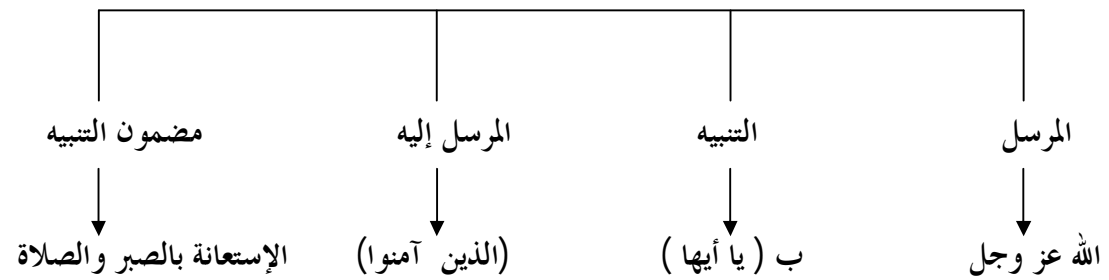 المرسل التنبيه المرسل إليه مضمون التنبيه
الله عز وجل ب ( يا أيها ) (الذين آمنوا) الإستعانة بالصبر والصلاة